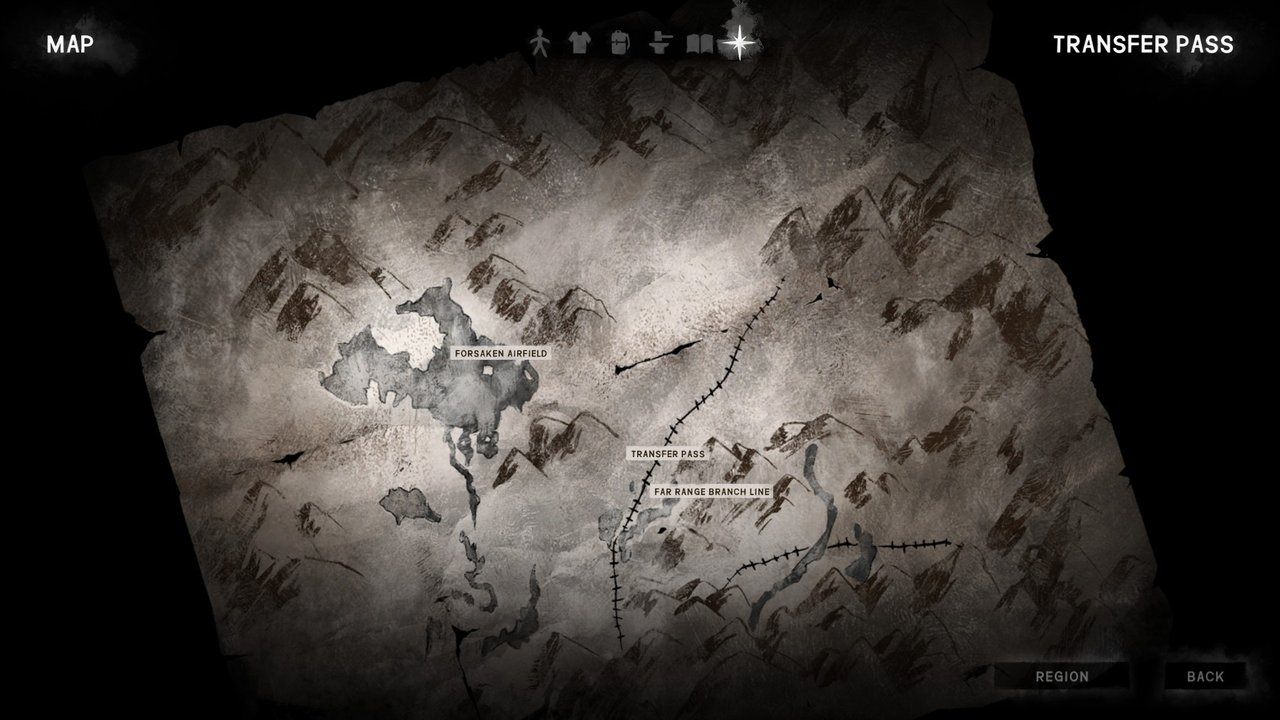 MAP
TRANSFER PASS
FORSAKEN AIRFIELD
TRANSFER PASS
FAR RANGE BRANCH LINE
REGION
BACK